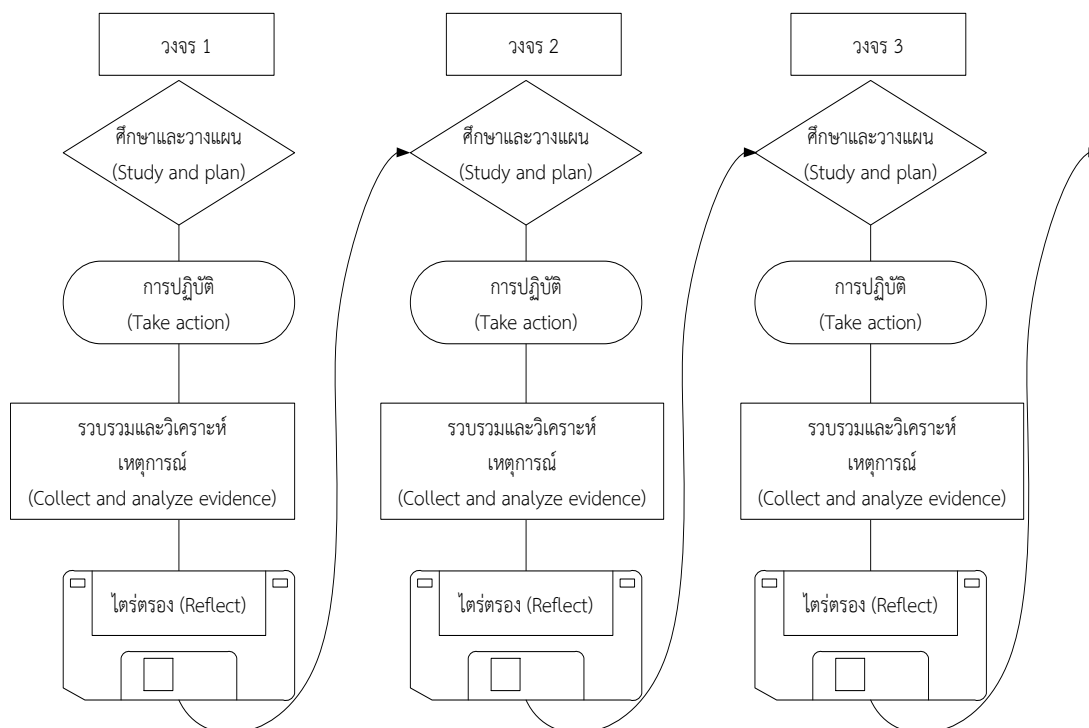 วงจร 1
ศึกษาและวางแผน
(Study and plan)
การปฏิบัติ
(Take action)
รวบรวมและวิเคราะห์
เหตุการณ์
(Collect and analyze evidence)
ไตร่ตรอง (Reflect)
วงจร 2
ศึกษาและวางแผน
(Study and plan)
การปฏิบัติ
(Take action)
รวบรวมและวิเคราะห์
เหตุการณ์
(Collect and analyze evidence)
ไตร่ตรอง (Reflect)
วงจร 3
ศึกษาและวางแผน
(Study and plan)
การปฏิบัติ
(Take action)
รวบรวมและวิเคราะห์
เหตุการณ์
(Collect and analyze evidence)
ไตร่ตรอง (Reflect)